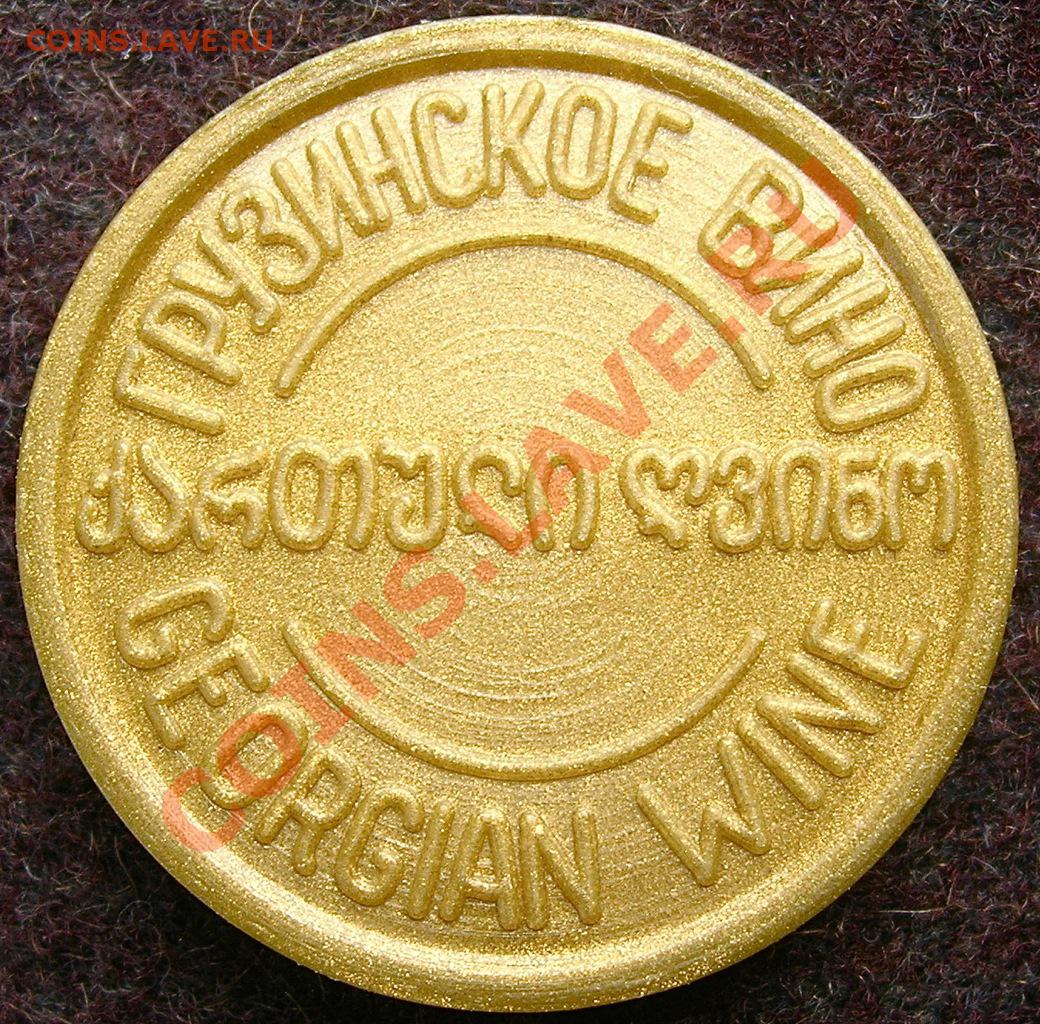 COINS.LAVE.RU
ГРУЗИНСКОЕ ВИНО
ქართული ღვინო
GEORGIAN WINE
COINS.LAVE.RU